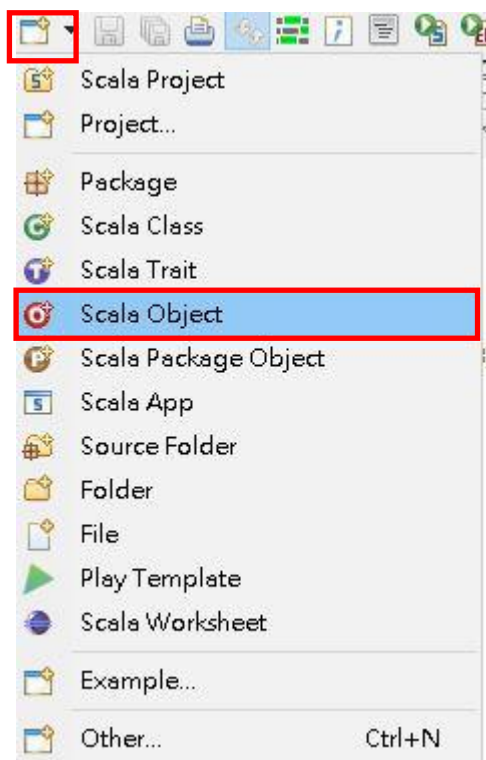 Scala Project
Project...
Package
Scala Class
Scala Trait
Scala Object
Scala Package Object
Scala App
Source Folder
Folder
File
Play Template
Scala Worksheet
Example...
Other... Ctrl+N